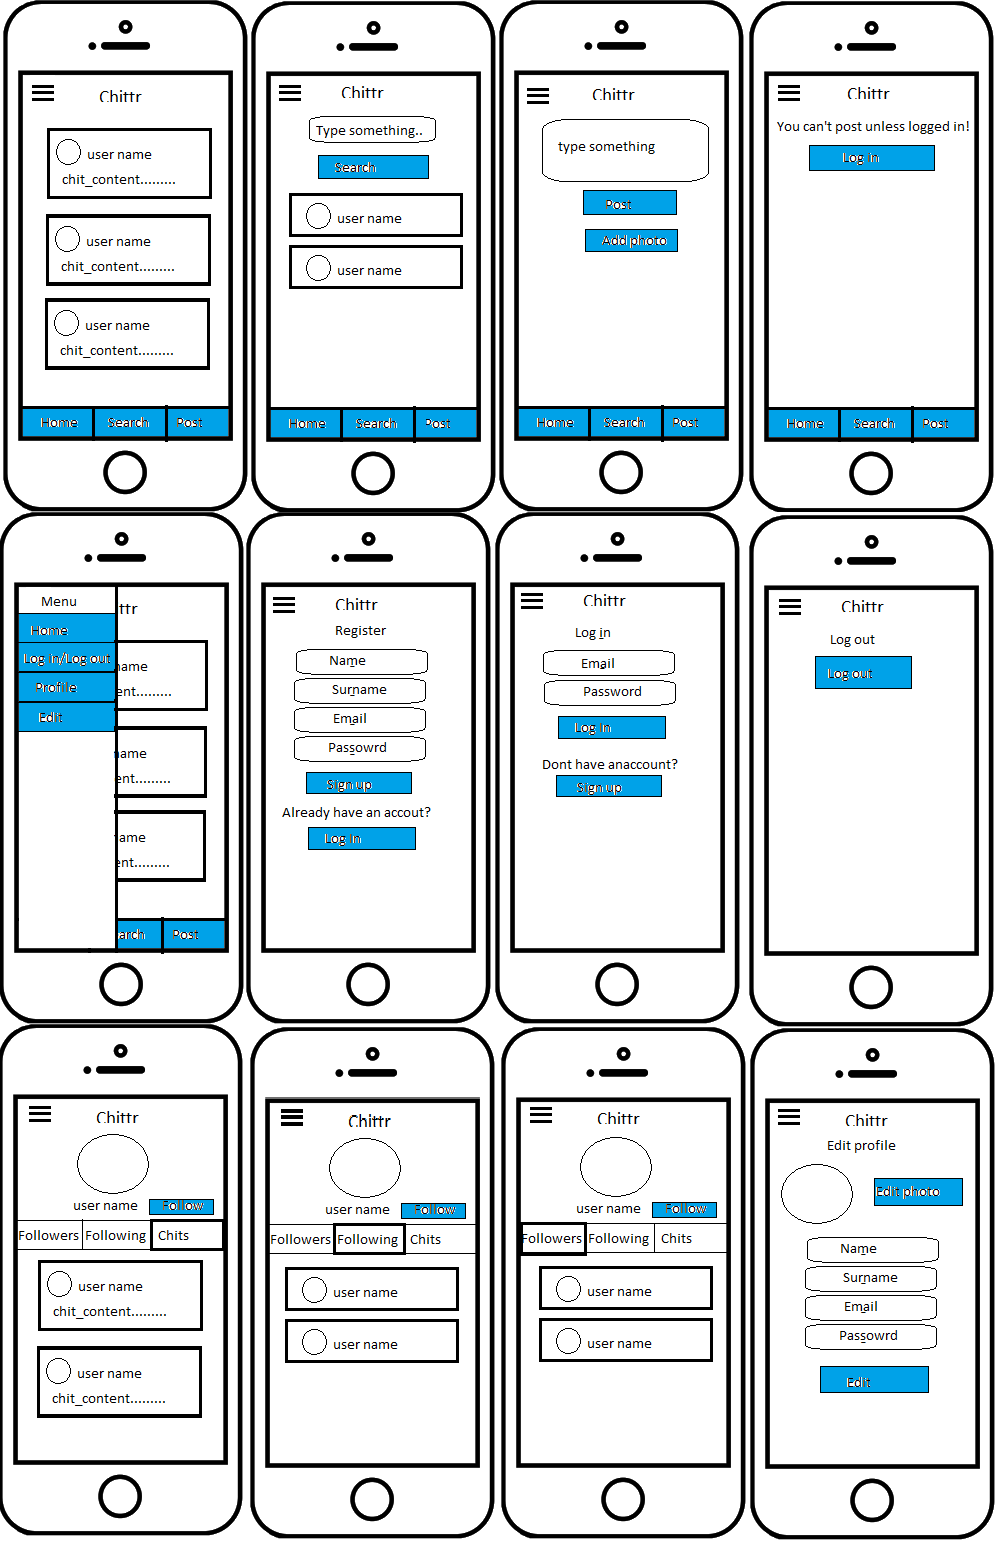 Chittr
user name
chit_content.........
user name
chit_content.........
user name
chit_content.........
Home Search Post
Chittr
Type something..
Search
user name
user name
Home Search Post
Chittr
type something
Post
Add photo
Home Search Post
Chittr
You can't post unless logged in!
Log in
Home Search Post
Menu
Home
Log in/Log out
Profile
Edit
ttr
name
ent.........
name
ent.........
ame
ent.........
arch Post
Chittr
Register
Name
Surname
Email
Passowrd
Sign up
Already have an accout?
Log In
Chittr
Log in
Email
Password
Log In
Dont have anaccount?
Sign up
Chittr
Log out
Log out
Chittr
user name Follow
Followers Following Chits
user name
chit_content.........
user name
chit_content.........
Chittr
user name Follow
Followers Following Chits
user name
user name
Chittr
user name Follow
Followers Following Chits
user name
user name
Chittr
Edit profile
Edit photo
Name
Surname
Email
Passowrd
Edit